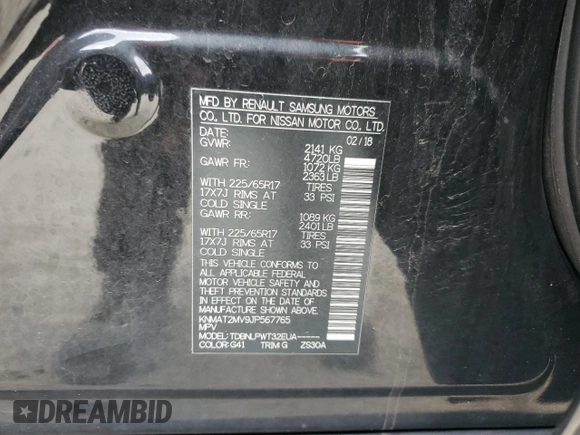 MFD BY RENAULT SAMSUNG MOTORS
CO., LTD. FOR NISSAN MOTOR CO., LTD.
DATE: 02/18
GVWR: 2141 KG
4720LB
GAWR FR: 1072 KG
2363LB
WITH 225/65R17 TIRES
17X7J RIMS AT 33 PSI
COLD SINGLE
GAWR RR: 1089 KG
2401LB
WITH 225/65R17 TIRES
17X7J RIMS AT 33 PSI
COLD SINGLE
THIS VEHICLE CONFORMS TO
ALL APPLICABLE FEDERAL
MOTOR VEHICLE SAFETY AND
THEFT PREVENTION STANDARDS
IN EFFECT ON THE DATE OF
MANUFACTURE SHOWN ABOVE.
KNMAT2MV9JP567765
MPV
MODEL: TDBNLPWT32EUA-----
COLOR: G41 TRIM G ZS30A
DREAMBID